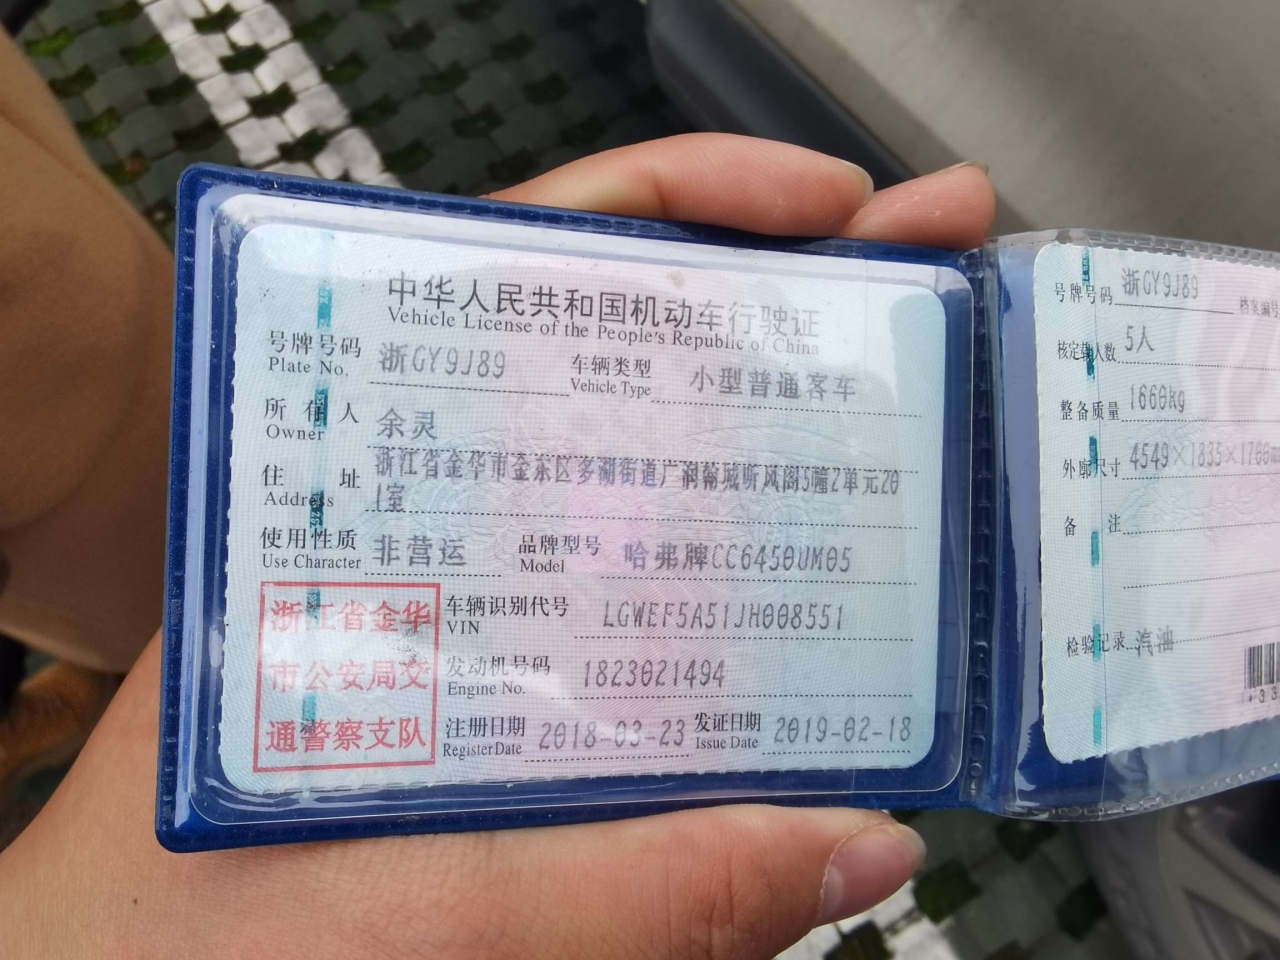 中华人民共和国机动车行驶证
Vehicle License of the People's Republic of China
号牌号码 浙GY9J89 车辆类型 小型普通客车
Plate No. Vehicle Type
所有人 余灵
Owner
住址 浙江省金华市金东区多湖街道广润翰城听风阁5幢2单元20
Address 1室
使用性质 非营运 品牌型号 哈弗牌CC6450UM05
Use Character Model
浙江省金华
市公安局交
通警察支队
车辆识别代号 LGWEF5A51JH008551
VIN
发动机号码 1823021494
Engine No.
注册日期 2018-03-23 发证日期 2019-02-18
Register Date Issue Date
号牌号码 浙GY9J89 档案编号
核定载人数 5人
整备质量 1660kg
外廓尺寸 4549×1835×1700
备注
检验记录 汽油